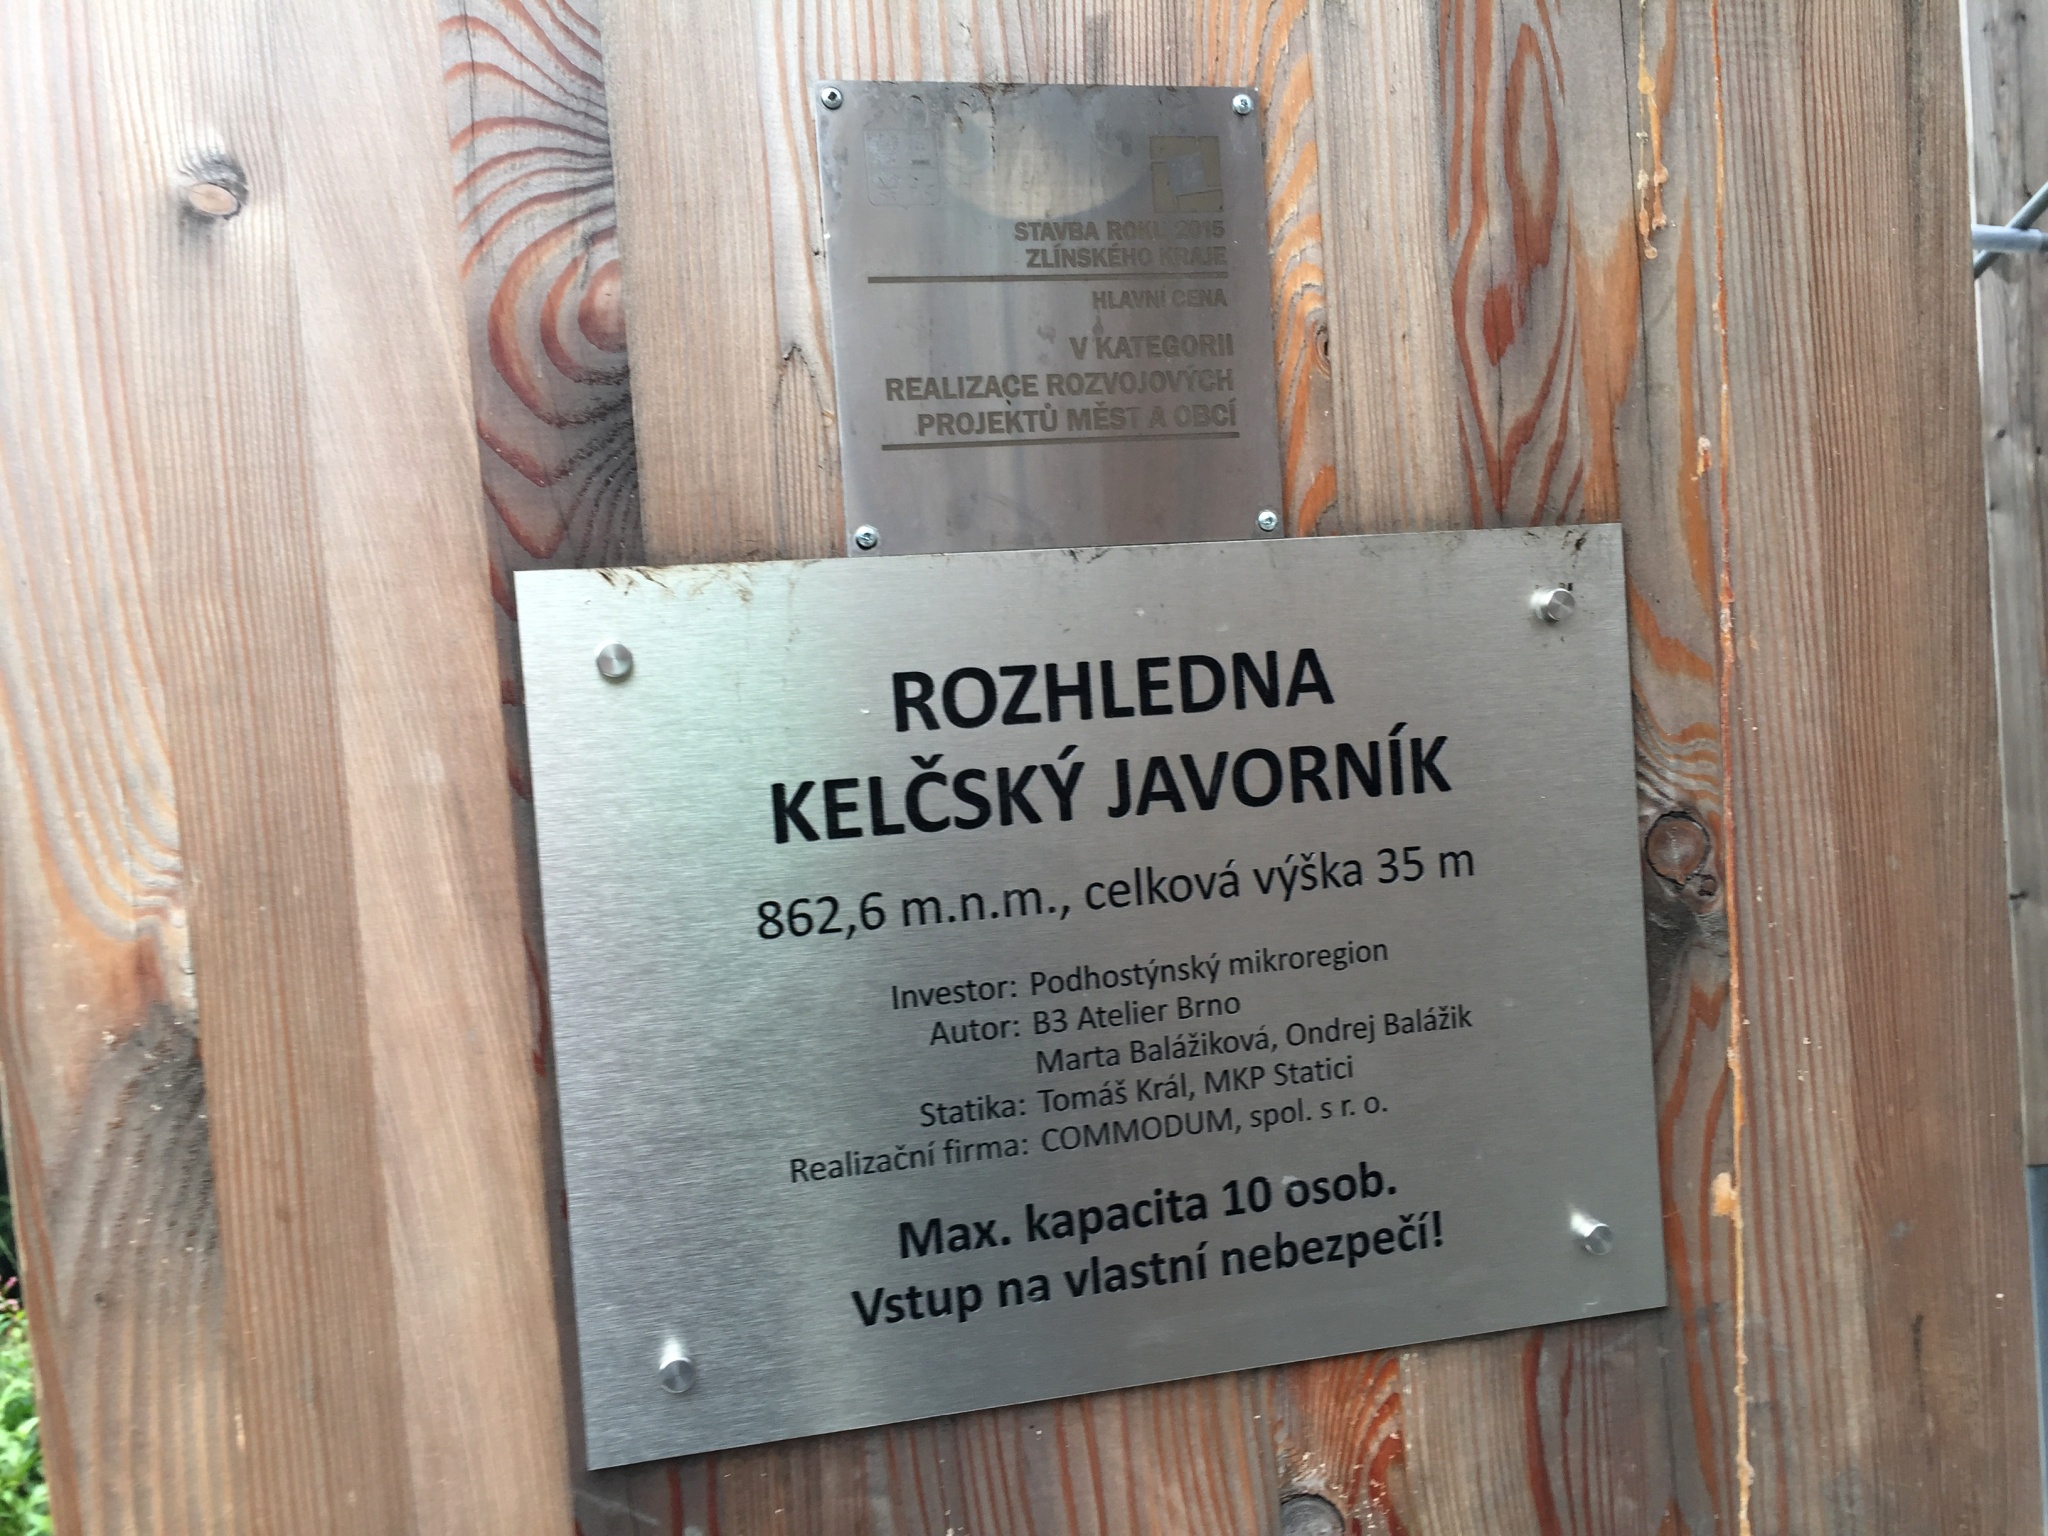 STAVBA ROKU 2015
ZLÍNSKÉHO KRAJE
HLAVNÍ CENA
V KATEGORII
REALIZACE ROZVOJOVÝCH
PROJEKTŮ MĚST A OBCÍ
ROZHLEDNA
KELČSKÝ JAVORNÍK
862,6 m.n.m., celková výška 35 m
Investor: Podhostýnský mikroregion
Autor: B3 Atelier Brno
Marta Balážiková, Ondrej Balážik
Statika: Tomáš Král, MKP Statici
Realizační firma: COMMODUM, spol. s r. o.
Max. kapacita 10 osob.
Vstup na vlastní nebezpečí!